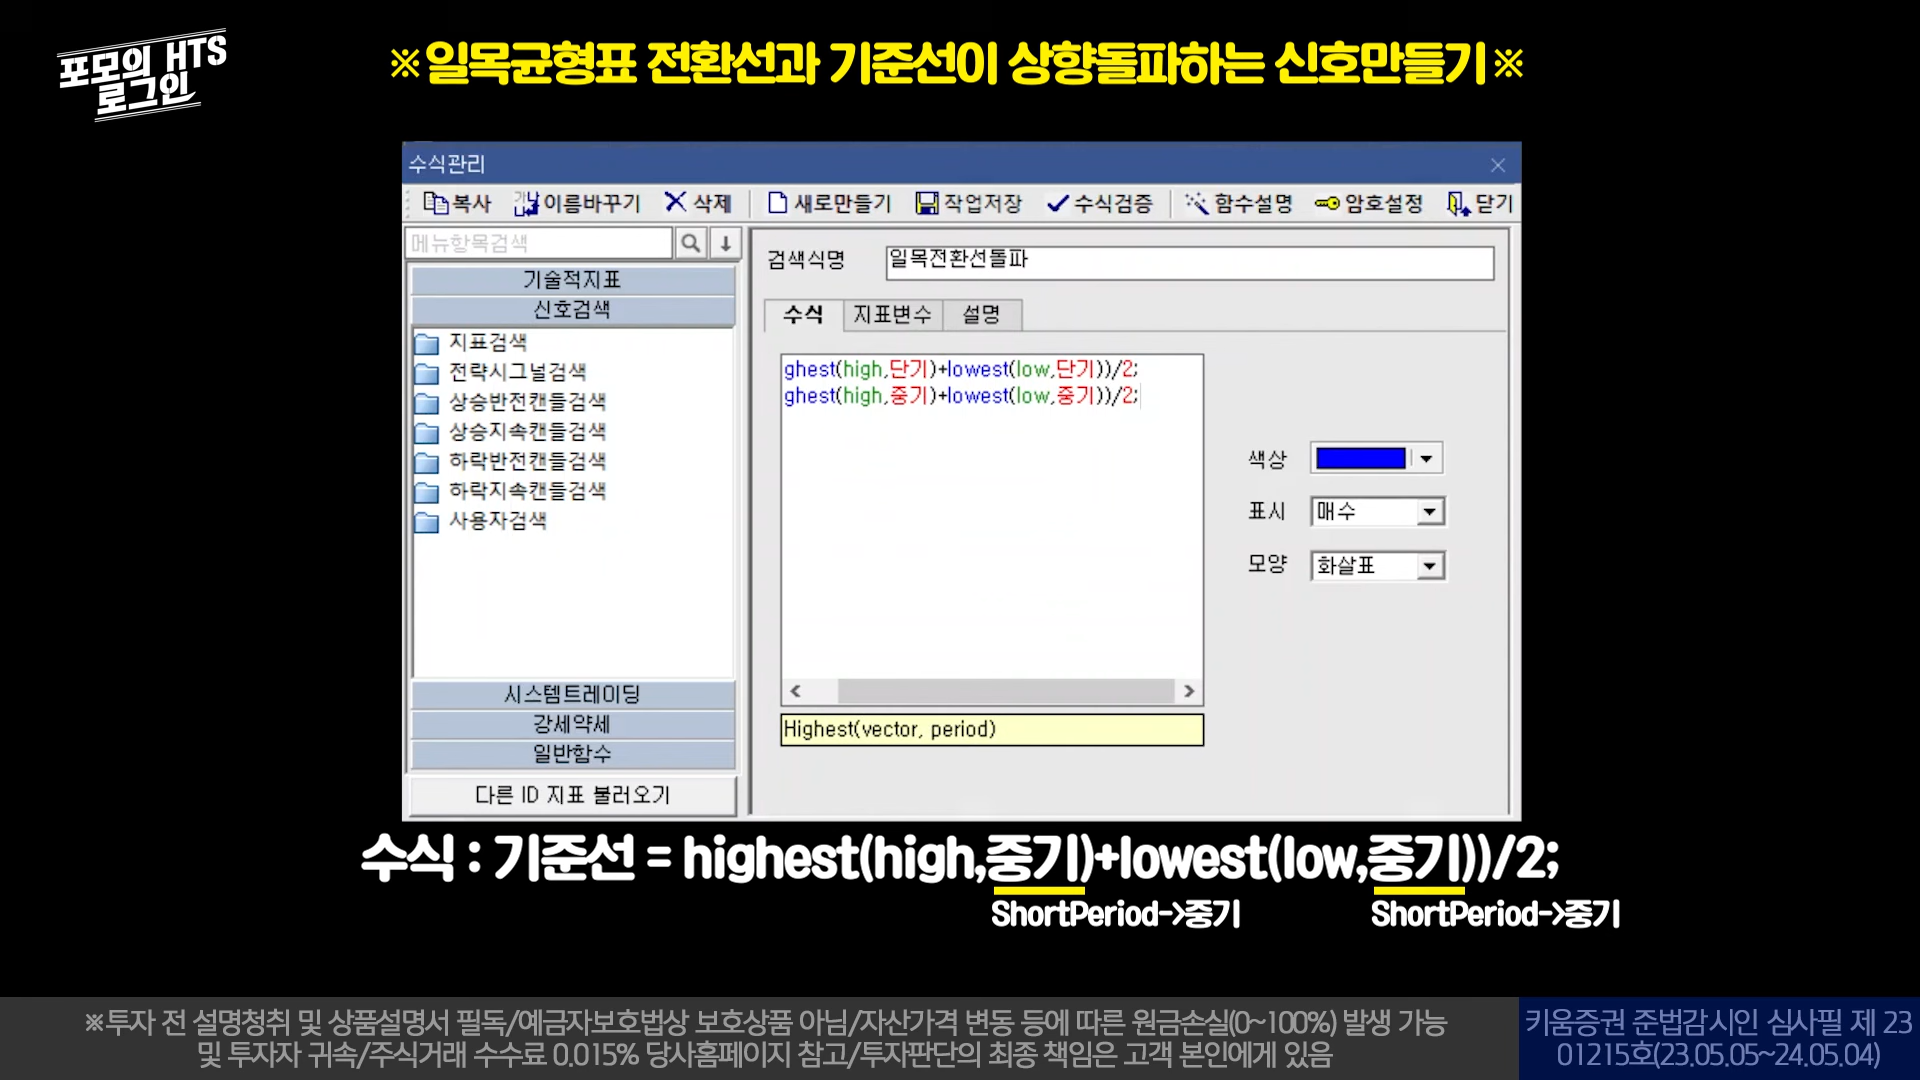 포모의 HTS
로그인
※일목균형표 전환선과 기준선이 상향돌파하는 신호만들기※
수식관리
복사 이름바꾸기 삭제 새로만들기 작업저장 수식검증 함수설명 암호설정 닫기
메뉴항목검색
검색식명 일목전환선돌파
기술적지표
신호검색
수식 지표변수 설명
지표검색
전략시그널검색
상승반전캔들검색
상승지속캔들검색
하락반전캔들검색
하락지속캔들검색
사용자검색
ghest(high,단기)+lowest(low,단기))/2;
ghest(high,중기)+lowest(low,중기))/2;
색상
표시 매수
모양 화살표
시스템트레이딩
강세약세
일반함수
다른 ID 지표 불러오기
Highest(vector, period)
수식 : 기준선 = highest(high,중기)+lowest(low,중기))/2;
ShortPeriod->중기 ShortPeriod->중기
※투자 전 설명청취 및 상품설명서 필독/예금자보호법상 보호상품 아님/자산가격 변동 등에 따른 원금손실(0~100%) 발생 가능
및 투자자 귀속/주식거래 수수료 0.015% 당사홈페이지 참고/투자판단의 최종 책임은 고객 본인에게 있음
키움증권 준법감시인 심사필 제 23
01215호(23.05.05~24.05.04)